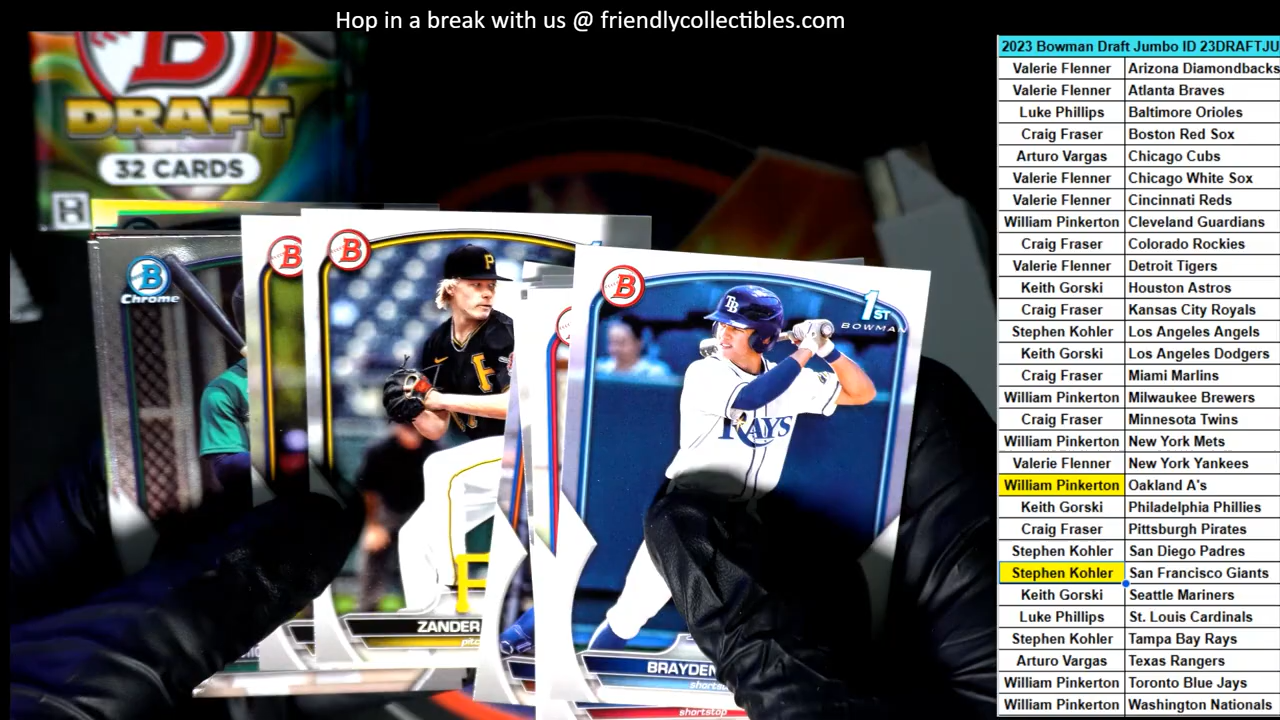 Hop in a break with us @ friendlycollectibles.com
B
DRAFT
32 CARDS
B
Chrome
B
B
P
P
ZANDER
B
1ST
BOWMAN
TB
RAYS
BRAYDEN
shortstop
2023 Bowman Draft Jumbo ID 23DRAFTJU
Valerie Flenner Arizona Diamondbacks
Valerie Flenner Atlanta Braves
Luke Phillips Baltimore Orioles
Craig Fraser Boston Red Sox
Arturo Vargas Chicago Cubs
Valerie Flenner Chicago White Sox
Valerie Flenner Cincinnati Reds
William Pinkerton Cleveland Guardians
Craig Fraser Colorado Rockies
Valerie Flenner Detroit Tigers
Keith Gorski Houston Astros
Craig Fraser Kansas City Royals
Stephen Kohler Los Angeles Angels
Keith Gorski Los Angeles Dodgers
Craig Fraser Miami Marlins
William Pinkerton Milwaukee Brewers
Craig Fraser Minnesota Twins
William Pinkerton New York Mets
Valerie Flenner New York Yankees
William Pinkerton Oakland A's
Keith Gorski Philadelphia Phillies
Craig Fraser Pittsburgh Pirates
Stephen Kohler San Diego Padres
Stephen Kohler San Francisco Giants
Keith Gorski Seattle Mariners
Luke Phillips St. Louis Cardinals
Stephen Kohler Tampa Bay Rays
Arturo Vargas Texas Rangers
William Pinkerton Toronto Blue Jays
William Pinkerton Washington Nationals